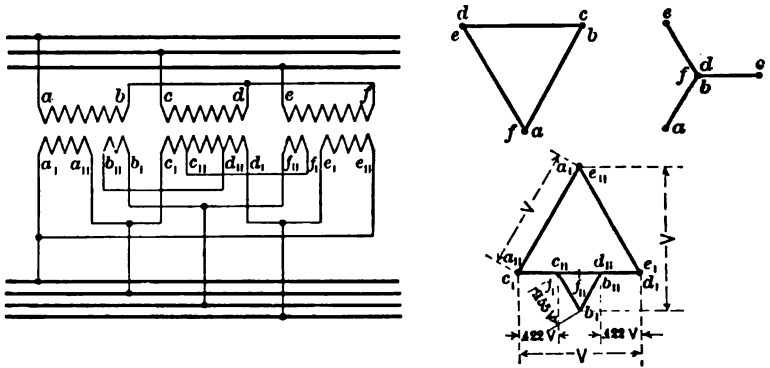 a b c d e f
a₁ a₁₁ b₁₁ b₁ c₁ c₁₁ d₁₁ d₁ f₁₁ f₁ e₁ e₁₁
d c
e b
f a
e
f d c
b
a
a₁ e₁₁
V
V
a₁₁ c₁₁ d₁₁ e₁
c₁ f₁ f₁₁ b₁₁ d₁
b₁
.422 V .422 V
V